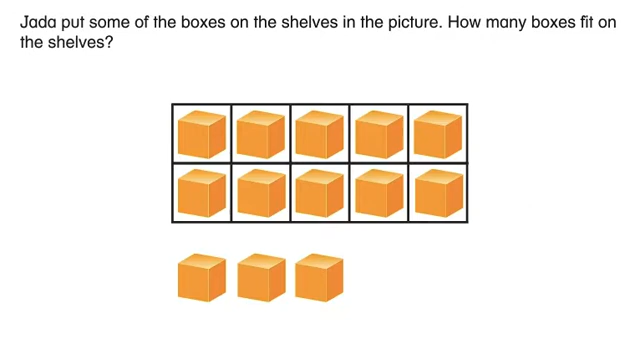 Jada put some of the boxes on the shelves in the picture. How many boxes fit on
the shelves?